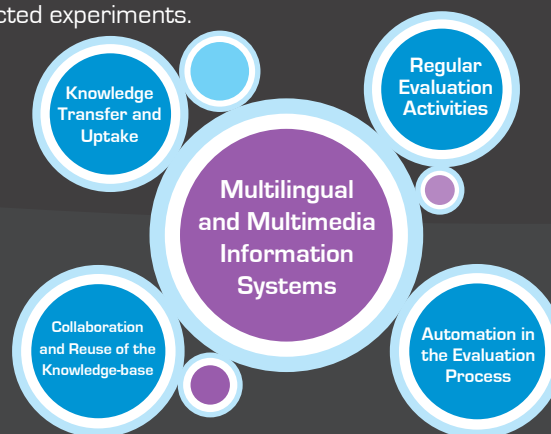 cted experiments.
Knowledge
Transfer and
Uptake
Regular
Evaluation
Activities
Multilingual
and Multimedia
Information
Systems
Collaboration
and Reuse of the
Knowledge-base
Automation in
the Evaluation
Process